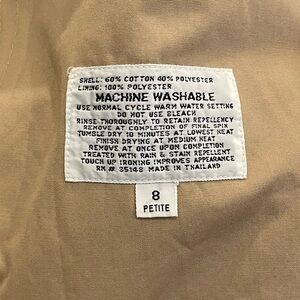 SHELL: 60% COTTON 40% POLYESTER
LINING: 100% POLYESTER
MACHINE WASHABLE
USE NORMAL CYCLE WARM WATER SETTING
DO NOT USE BLEACH
RINSE THOROUGHLY TO RETAIN REPELLENCY
REMOVE AT COMPLETION OF FINAL SPIN
TUMBLE DRY 10 MINUTES AT LOWEST HEAT
FINISH DRYING AT MEDIUM HEAT
REMOVE AT ONCE UPON COMPLETION
TREATED WITH RAIN & STAIN REPELLENT
TOUCH UP IRONING IMPROVES APPEARANCE
RN # 35148 MADE IN THAILAND
8
PETITE